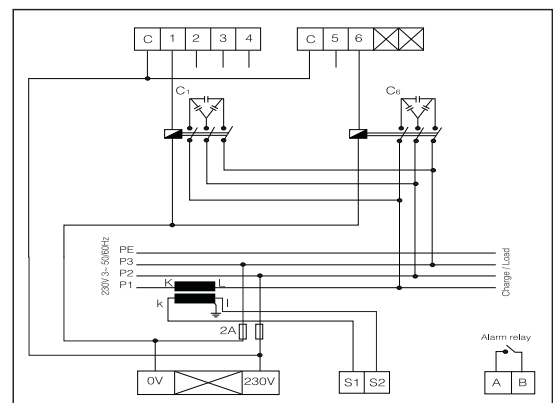 C 1 2 3 4 C 5 6
C1 C6
230V 3~ 50/60Hz
PE
P3
P2
P1
K L
k l
Charge / Load
2A
Alarm relay
0V 230V S1 S2 A B